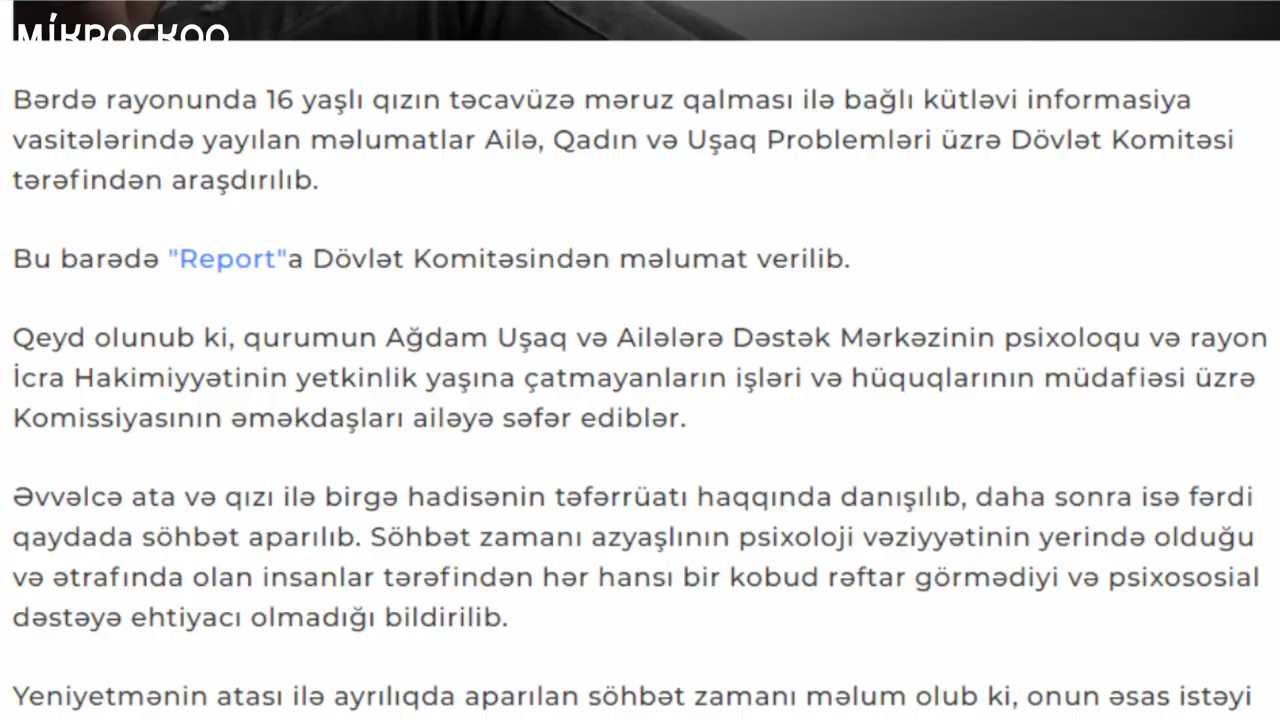 MİKROSKOP
Bərdə rayonunda 16 yaşlı qızın təcavüzə məruz qalması ilə bağlı kütləvi informasiya
vasitələrində yayılan məlumatlar Ailə, Qadın və Uşaq Problemləri üzrə Dövlət Komitəsi
tərəfindən araşdırılıb.
Bu barədə "Report"a Dövlət Komitəsindən məlumat verilib.
Qeyd olunub ki, qurumun Ağdam Uşaq və Ailələrə Dəstək Mərkəzinin psixoloqu və rayon
İcra Hakimiyyətinin yetkinlik yaşına çatmayanların işləri və hüquqlarının müdafiəsi üzrə
Komissiyasının əməkdaşları ailəyə səfər ediblər.
Əvvəlcə ata və qızı ilə birgə hadisənin təfərrüatı haqqında danışılıb, daha sonra isə fərdi
qaydada söhbət aparılıb. Söhbət zamanı azyaşlının psixoloji vəziyyətinin yerində olduğu
və ətrafında olan insanlar tərəfindən hər hansı bir kobud rəftar görmədiyi və psixososial
dəstəyə ehtiyacı olmadığı bildirilib.
Yeniyetmənin atası ilə ayrılıqda aparılan söhbət zamanı məlum olub ki, onun əsas istəyi